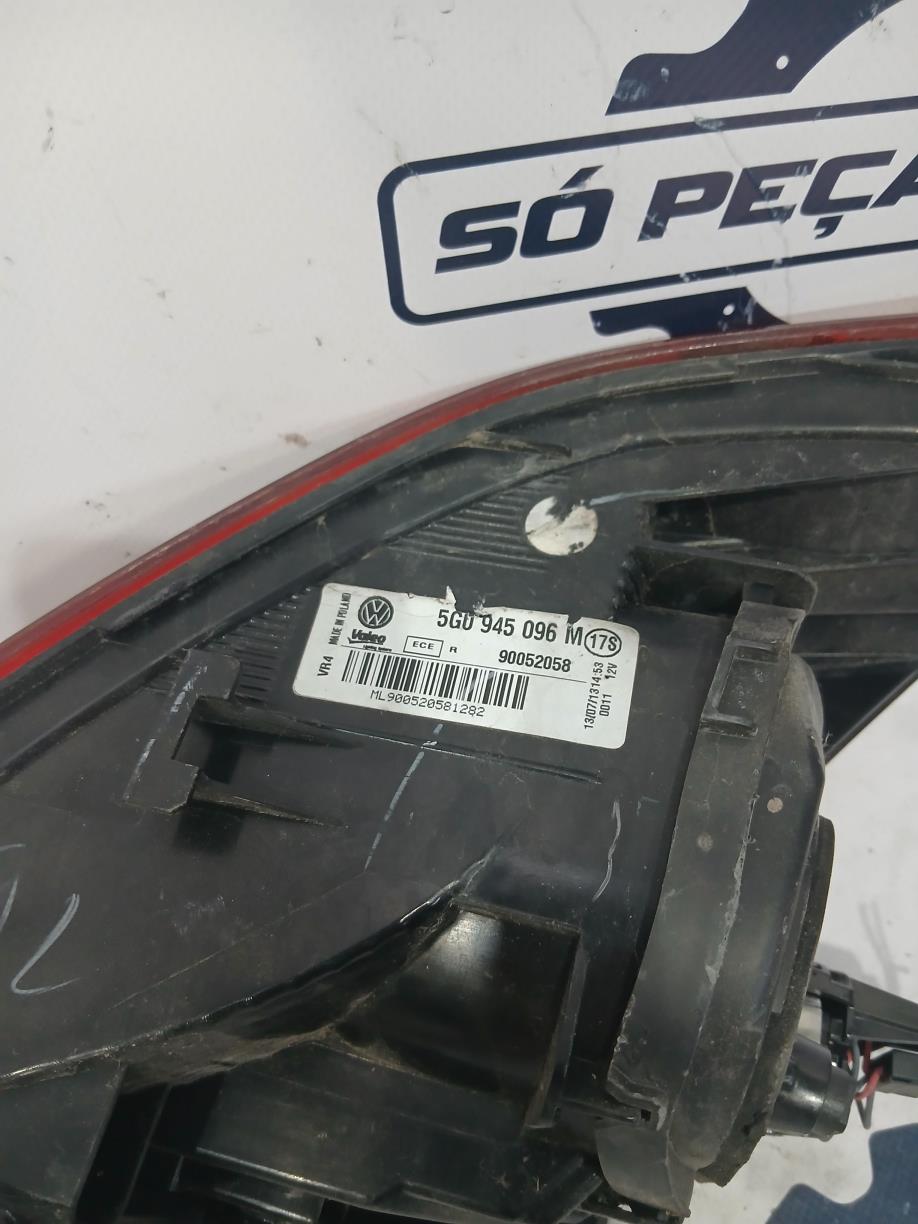 SÓ PEÇA
MADE IN POLAND
VW
5G0 945 096 M
17S
Valeo
ECE R
90052058
VR4
ML900520581282
13/07/13 14:53
0011 12V